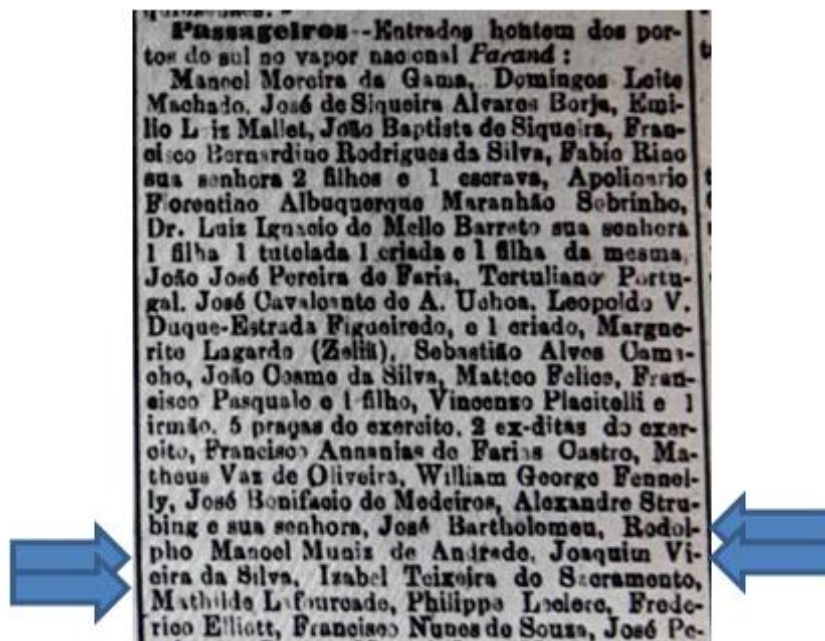 Passageiros--Entrados hontem dos por-
tos do sul no vapor nacional Paraná :
Manoel Moreira da Gama, Domingos Leite
Machado, José de Siqueira Alvares Borja, Emi-
lio Luiz Mallet, João Baptista de Siqueira, Fran-
cisco Bernardino Rodrigues da Silva, Fabio Rino
sua senhora 2 filhos e 1 escrava, Apolinario
Florentino Albuquerque Maranhão Sobrinho,
Dr. Luiz Ignacio de Mello Barreto sua senhora
1 filha 1 tutelada 1 criada e 1 filha da mesma,
João José Pereira de Faria, Tertuliano Portu-
gal, José Cavalcante de A. Uchoa, Leopoldo V.
Duque-Estrada Figueiredo, e 1 criado, Margue-
rite Lagarde (Zeliá), Sebastião Alves Cama-
cho, João Cosme da Silva, Matteo Felice, Fran-
cisco Pasquale e 1 filho, Vincenzo Placitelli e 1
irmão, 5 praças do exercito, 2 ex-ditas do exer-
cito, Francisco Annanias de Farias Castro, Ma-
theus Vaz de Oliveira, William George Fennel-
ly, José Bonifacio de Medeiros, Alexandre Stru-
bing e sua senhora, José Bartholomeu, Rodol-
pho Manoel Muniz de Andrade, Joaquim Vi-
eira da Silva, Izabel Teixeira do Sacramento,
Mathilde Lafourcade, Philippe Leclerc, Frede-
rico Elliott, Francisco Nunes de Souza, José Pe-